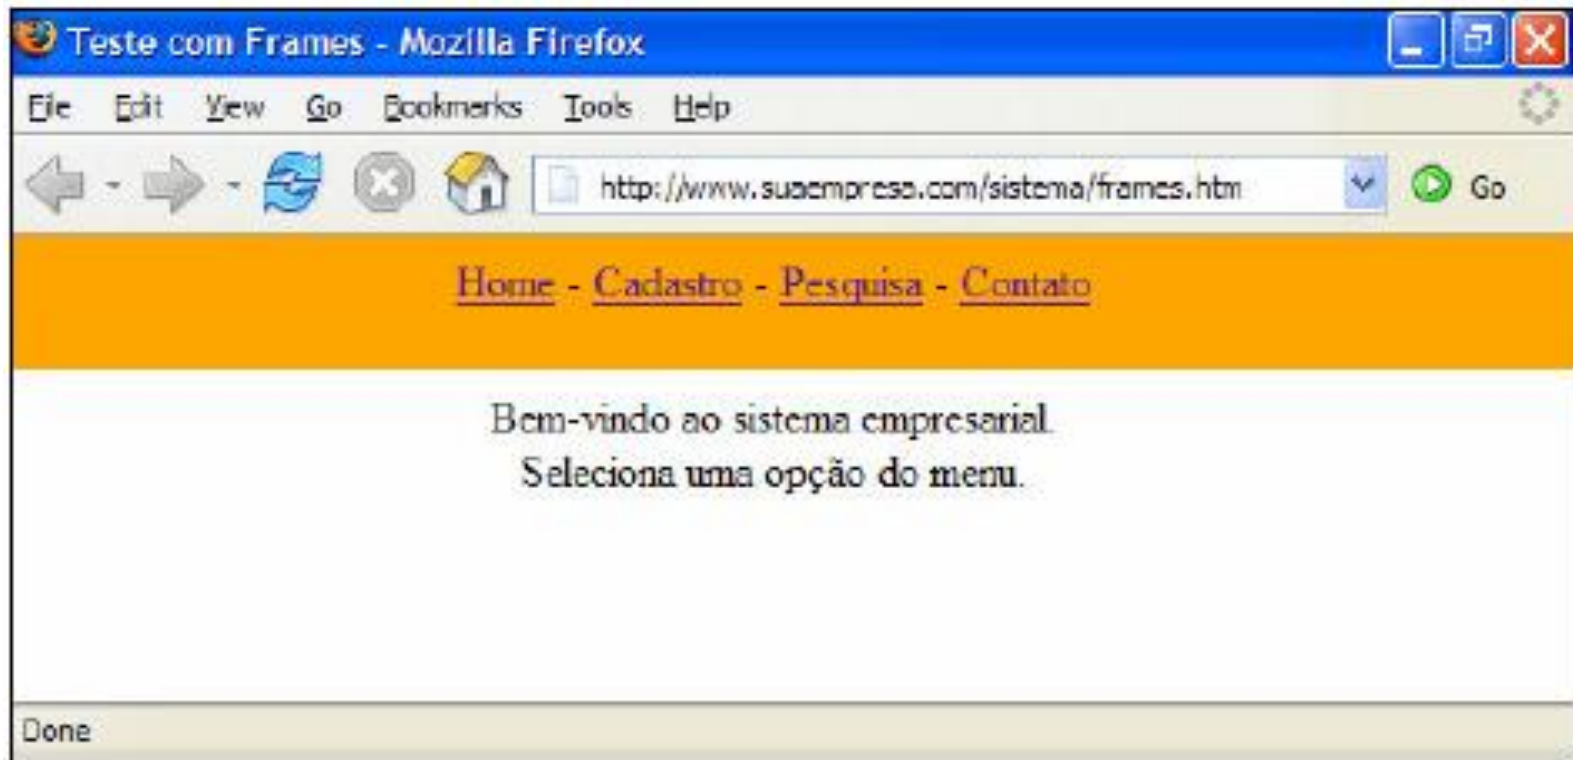 Teste com Frames - Mozilla Firefox
File Edit View Go Bookmarks Tools Help
http://www.suaempresa.com/sistema/frames.htm Go
Home - Cadastro - Pesquisa - Contato
Bem-vindo ao sistema empresarial.
Seleciona uma opção do menu.
Done